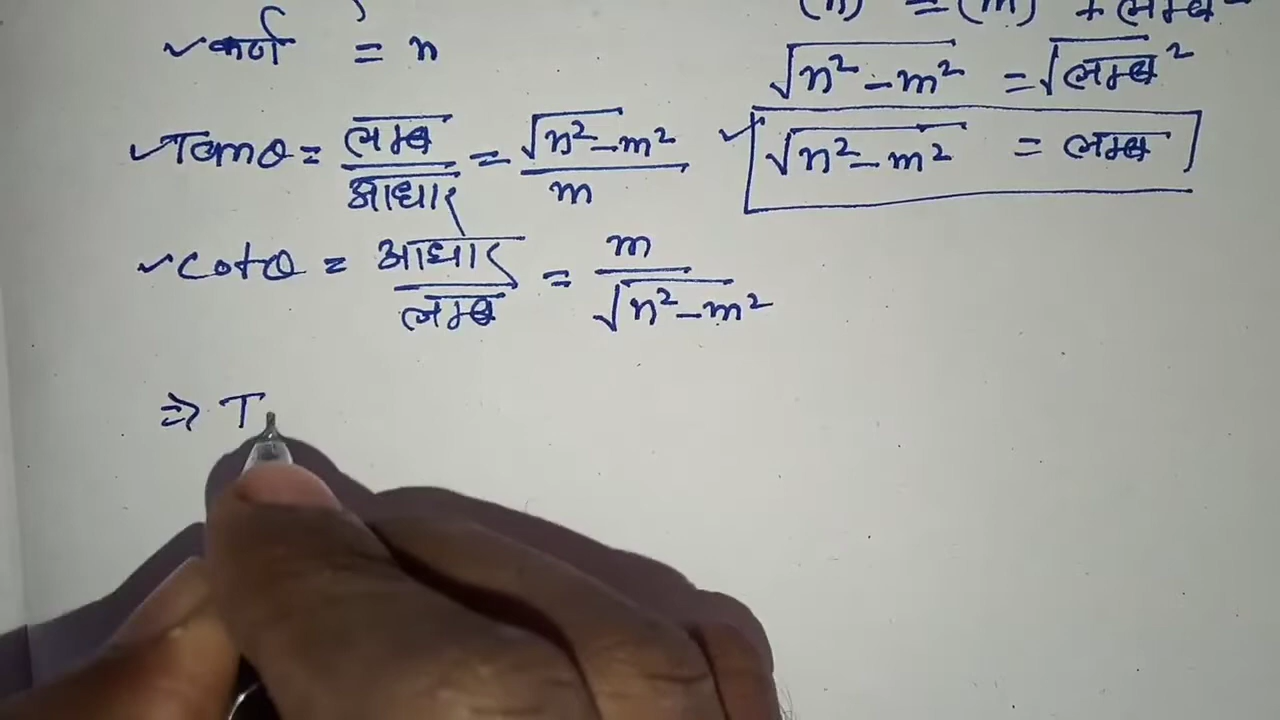 (n)² = (m)² + लम्ब²
कर्ण = n
√n²-m² = √लम्ब²
Tanθ = लम्ब/आधार = √n²-m²/m
√n²-m² = लम्ब
cotθ = आधार/लम्ब = m/√n²-m²
⇒ T